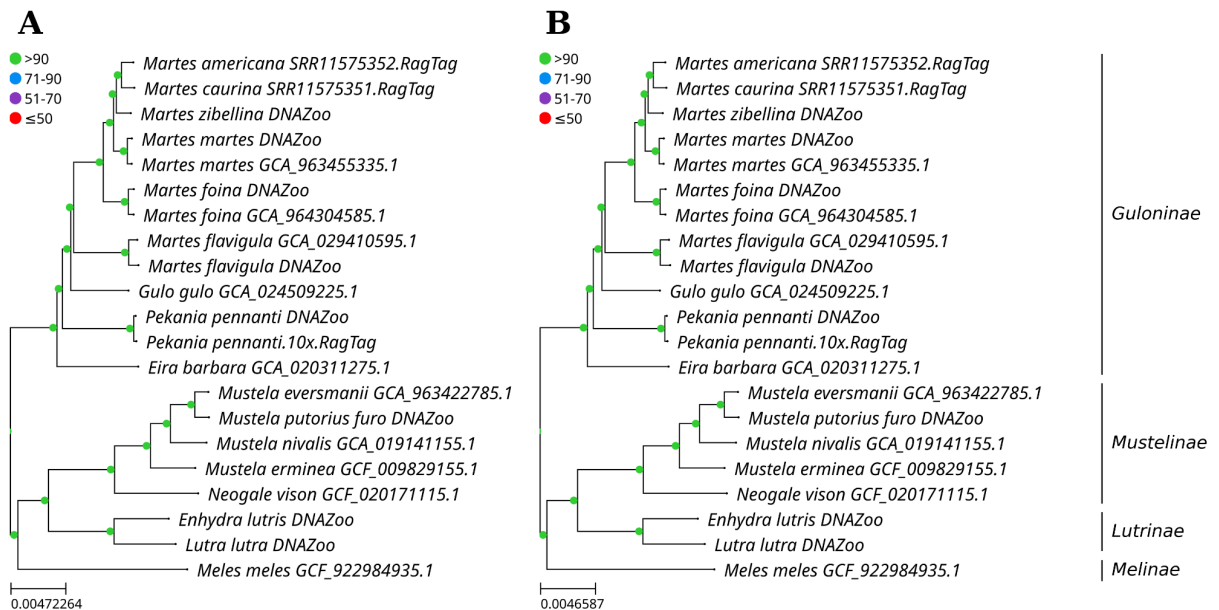 A
>90
71-90
51-70
≤50
Martes americana SRR11575352.RagTag
Martes caurina SRR11575351.RagTag
Martes zibellina DNAZoo
Martes martes DNAZoo
Martes martes GCA_963455335.1
Martes foina DNAZoo
Martes foina GCA_964304585.1
Martes flavigula GCA_029410595.1
Martes flavigula DNAZoo
Gulo gulo GCA_024509225.1
Pekania pennanti DNAZoo
Pekania pennanti.10x.RagTag
Eira barbara GCA_020311275.1
Mustela eversmanii GCA_963422785.1
Mustela putorius furo DNAZoo
Mustela nivalis GCA_019141155.1
Mustela erminea GCF_009829155.1
Neogale vison GCF_020171115.1
Enhydra lutris DNAZoo
Lutra lutra DNAZoo
Meles meles GCF_922984935.1
0.00472264
B
>90
71-90
51-70
≤50
Martes americana SRR11575352.RagTag
Martes caurina SRR11575351.RagTag
Martes zibellina DNAZoo
Martes martes DNAZoo
Martes martes GCA_963455335.1
Martes foina DNAZoo
Martes foina GCA_964304585.1
Martes flavigula GCA_029410595.1
Martes flavigula DNAZoo
Gulo gulo GCA_024509225.1
Pekania pennanti DNAZoo
Pekania pennanti.10x.RagTag
Eira barbara GCA_020311275.1
Mustela eversmanii GCA_963422785.1
Mustela putorius furo DNAZoo
Mustela nivalis GCA_019141155.1
Mustela erminea GCF_009829155.1
Neogale vison GCF_020171115.1
Enhydra lutris DNAZoo
Lutra lutra DNAZoo
Meles meles GCF_922984935.1
0.0046587
Guloninae
Mustelinae
Lutrinae
Melinae